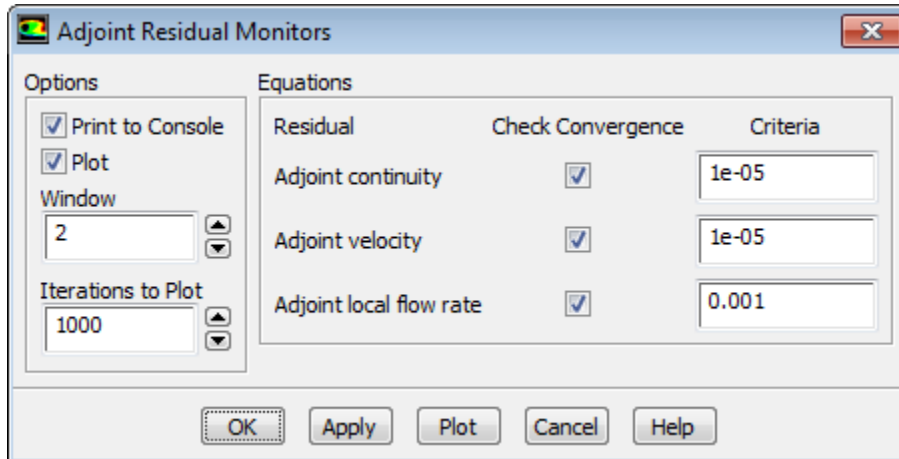 Adjoint Residual Monitors
Options
Print to Console
Plot
Window
2
Iterations to Plot
1000
Equations
Residual Check Convergence Criteria
Adjoint continuity 1e-05
Adjoint velocity 1e-05
Adjoint local flow rate 0.001
OK Apply Plot Cancel Help